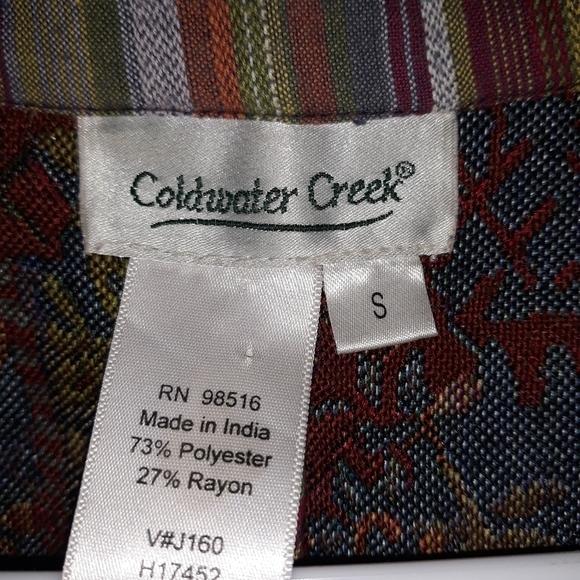 Coldwater Creek®
S
RN 98516
Made in India
73% Polyester
27% Rayon
V#J160
H17452